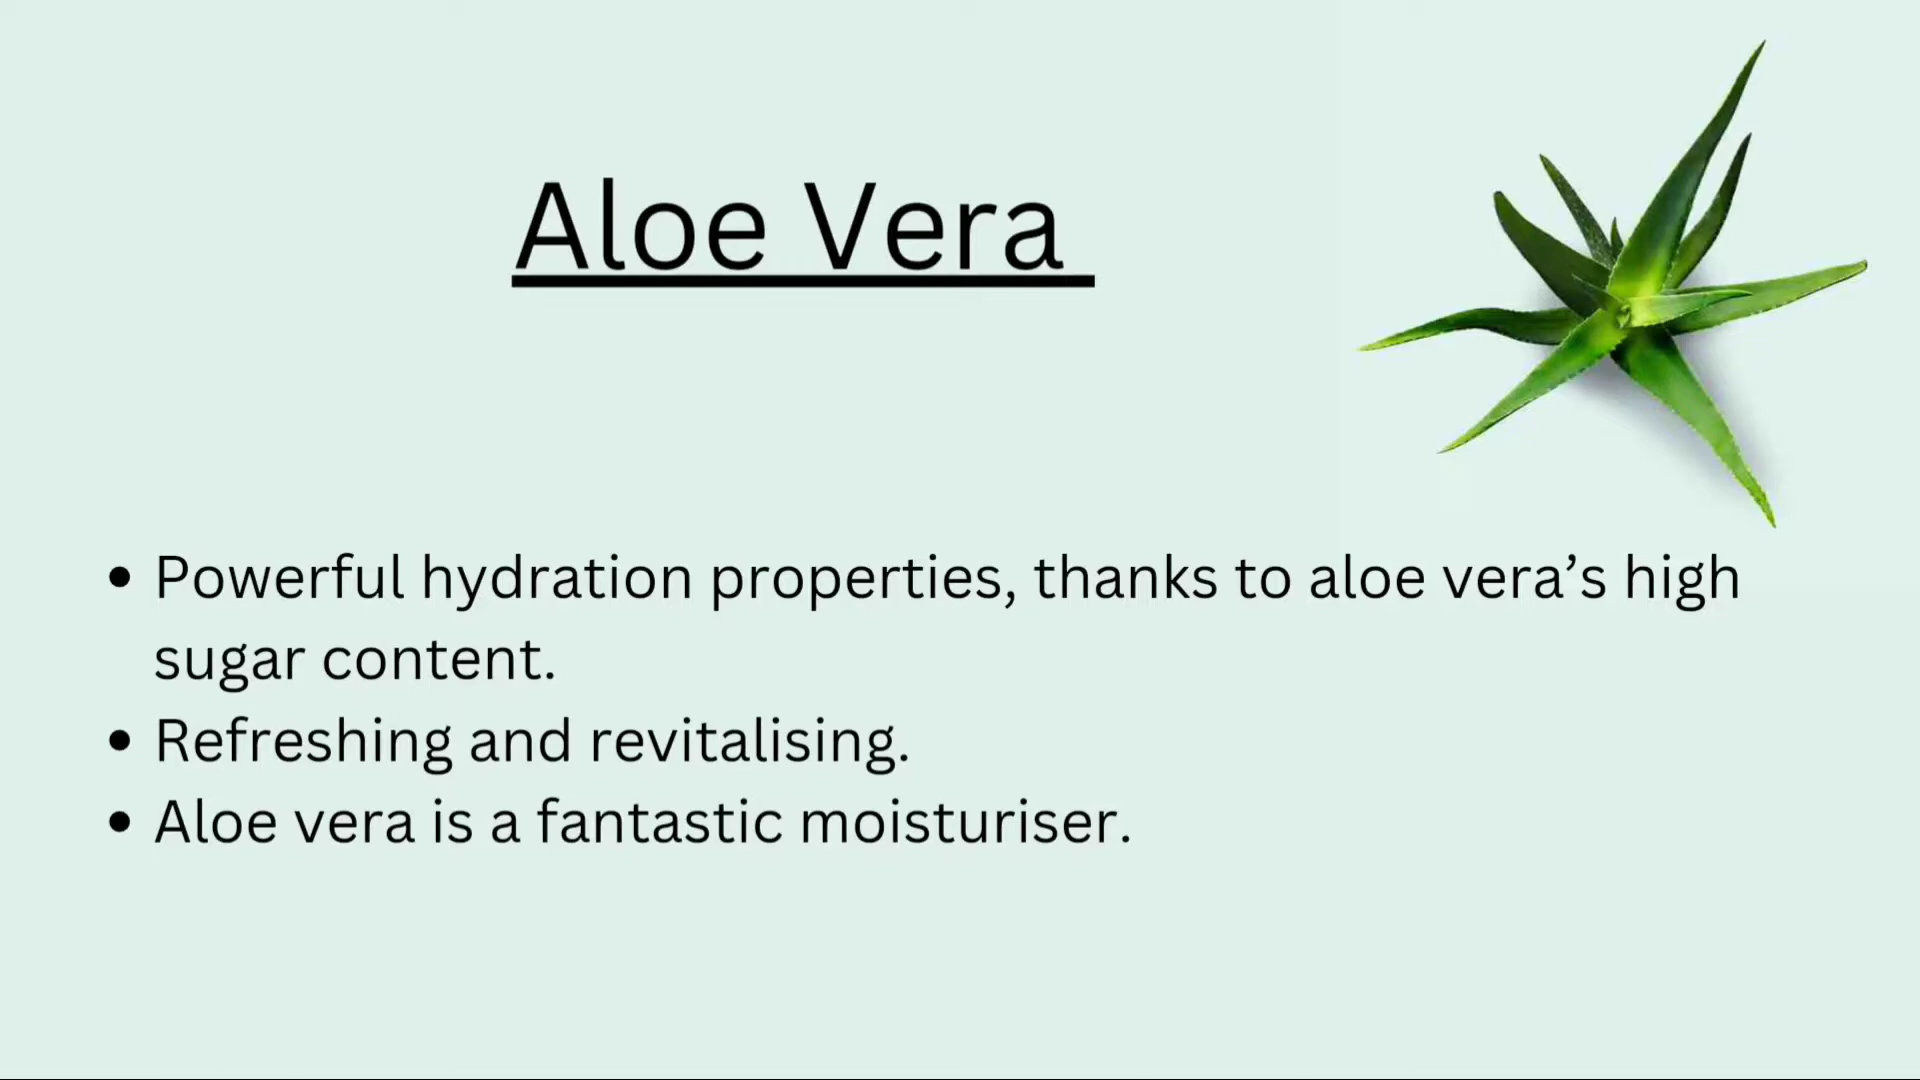 Aloe Vera
• Powerful hydration properties, thanks to aloe vera’s high
sugar content.
• Refreshing and revitalising.
• Aloe vera is a fantastic moisturiser.